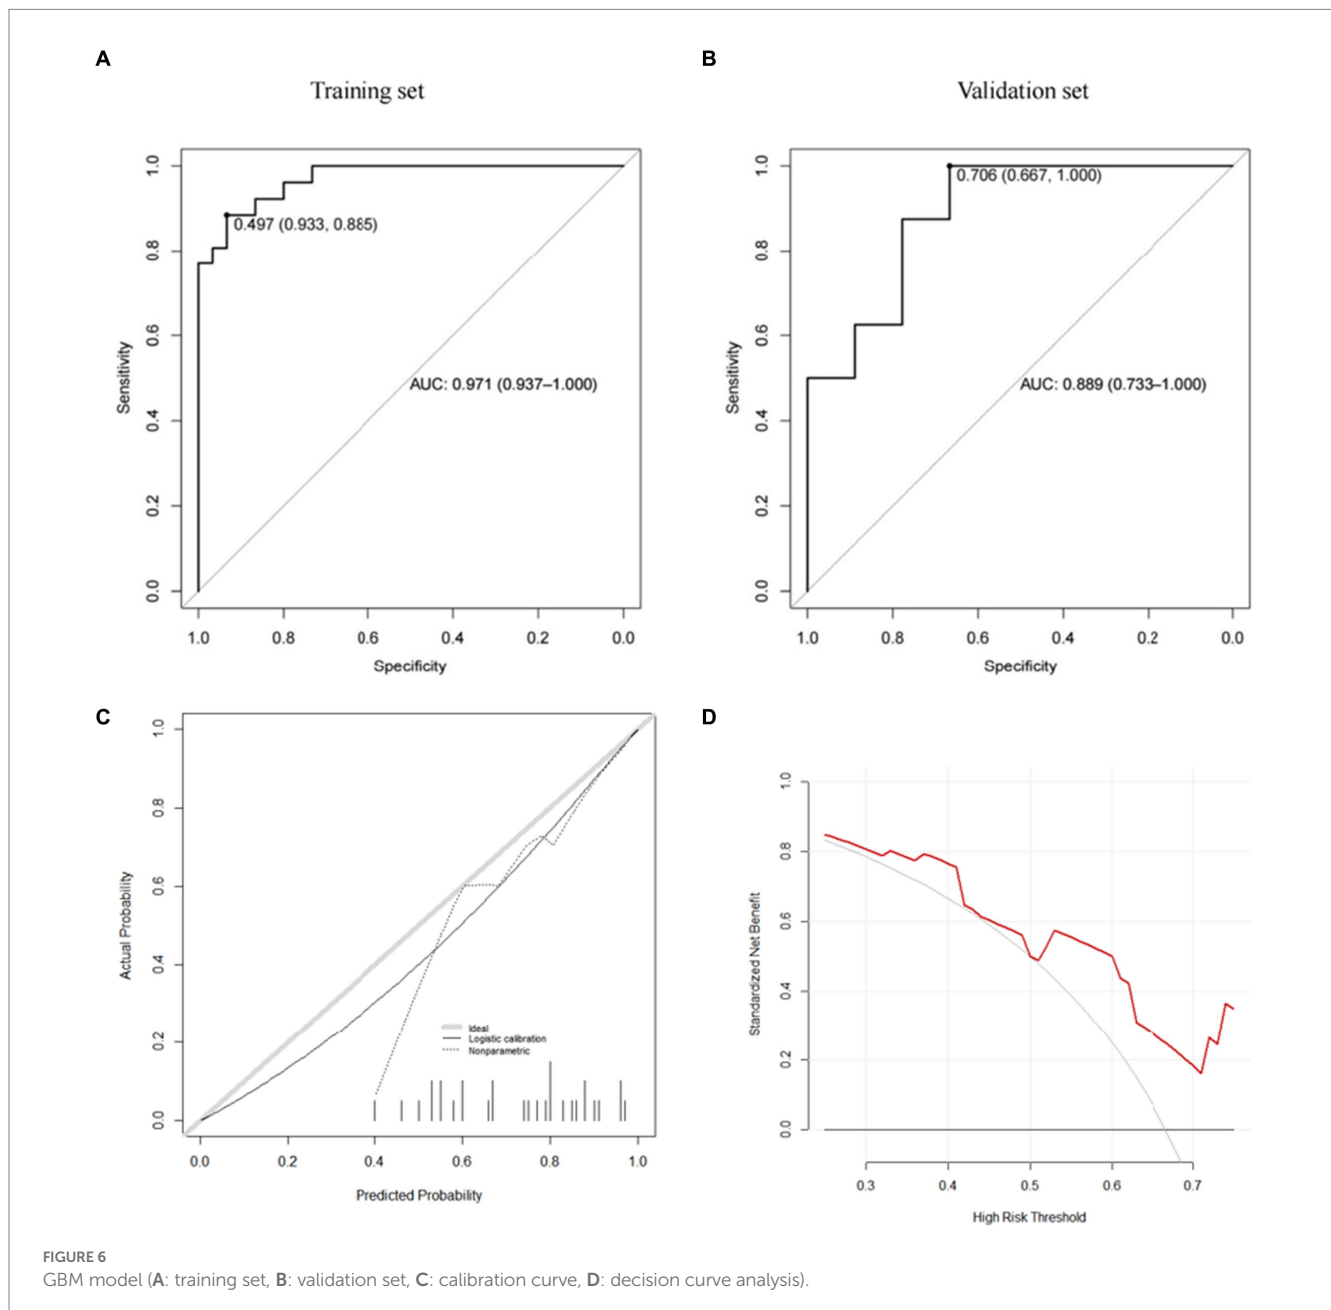 A
Training set
1.0
0.8
0.6
0.4
0.2
0.0
Sensitivity
0.497 (0.933, 0.885)
AUC: 0.971 (0.937–1.000)
1.0 0.8 0.6 0.4 0.2 0.0
Specificity
B
Validation set
1.0
0.8
0.6
0.4
0.2
0.0
Sensitivity
0.706 (0.667, 1.000)
AUC: 0.889 (0.733–1.000)
1.0 0.8 0.6 0.4 0.2 0.0
Specificity
C
1.0
0.8
0.6
0.4
0.2
0.0
Actual Probability
Ideal
Logistic calibration
Nonparametric
0.0 0.2 0.4 0.6 0.8 1.0
Predicted Probability
D
1.0
0.8
0.6
0.4
0.2
0.0
Standardized Net Benefit
0.3 0.4 0.5 0.6 0.7
High Risk Threshold
FIGURE 6
GBM model (A: training set, B: validation set, C: calibration curve, D: decision curve analysis).